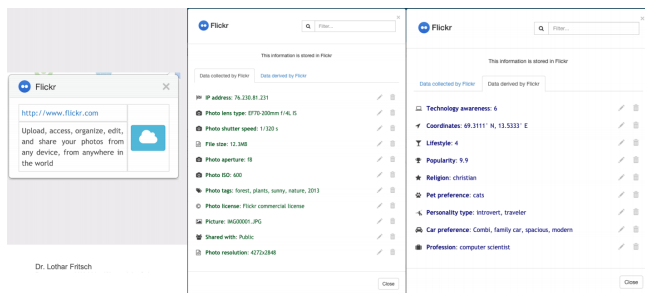 Flickr
http://www.flickr.com
Upload, access, organize, edit,
and share your photos from
any device, from anywhere in
the world
Dr. Lothar Fritsch
Flickr
Filter...
This information is stored in Flickr
Data collected by Flickr
Data derived by Flickr
IP address: 76.230.81.231
Photo lens type: EF70-200mm f/4L IS
Photo shutter speed: 1/320 s
File size: 12.3MB
Photo aperture: f8
Photo ISO: 600
Photo tags: forest, plants, sunny, nature, 2013
Photo license: Flickr commercial license
Picture: IMG00001.JPG
Shared with: Public
Photo resolution: 4272x2848
Close
Flickr
Filter...
This information is stored in Flickr
Data collected by Flickr
Data derived by Flickr
Technology awareness: 6
Coordinates: 69.3111° N, 13.5333° E
Lifestyle: 4
Popularity: 9.9
Religion: christian
Pet preference: cats
Personality type: introvert, traveler
Car preference: Combi, family car, spacious, modern
Profession: computer scientist
Close